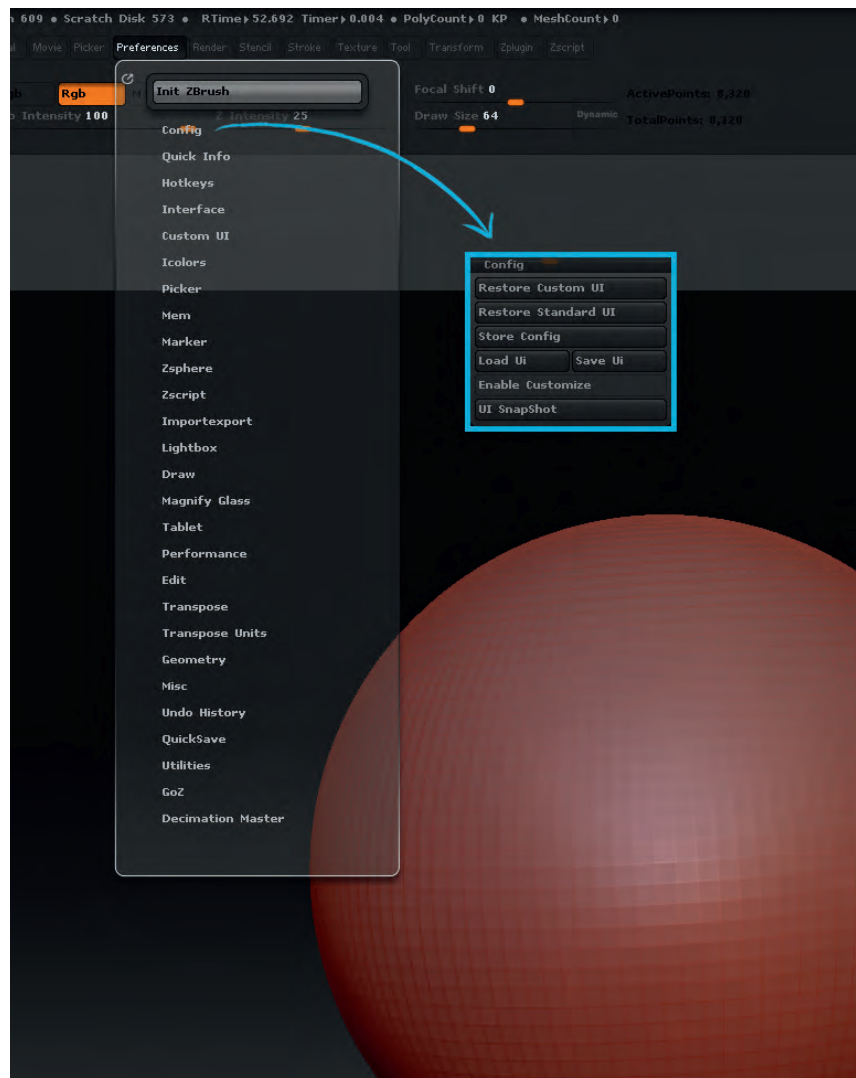 609 ● Scratch Disk 573 ● RTime▸52.692 Timer▸0.004 ● PolyCount▸0 KP ● MeshCount▸0
Movie Picker Preferences Render Stencil Stroke Texture Tool Transform Zplugin Zscript
Rgb
Init ZBrush
Focal Shift 0
ActivePoints: 8,320
Intensity 100
Z Intensity 25
Draw Size 64
Dynamic
TotalPoints: 8,320
Config
Quick Info
Hotkeys
Interface
Custom UI
Icolors
Picker
Mem
Marker
Zsphere
Zscript
Importexport
Lightbox
Draw
Magnify Glass
Tablet
Performance
Edit
Transpose
Transpose Units
Geometry
Misc
Undo History
QuickSave
Utilities
GoZ
Decimation Master
Config
Restore Custom UI
Restore Standard UI
Store Config
Load Ui Save Ui
Enable Customize
UI SnapShot